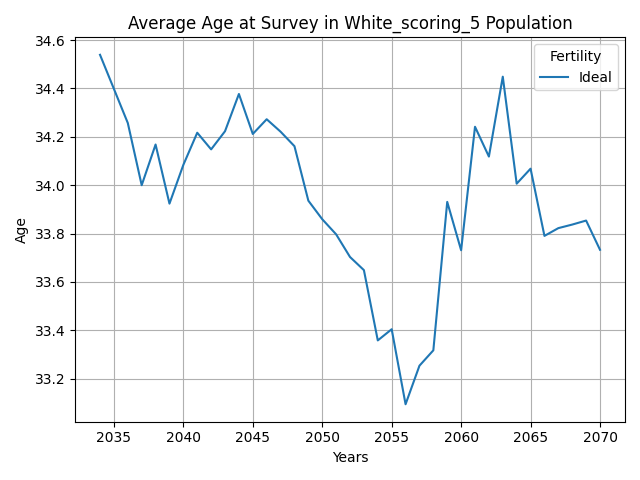 Average Age at Survey in White_scoring_5 Population
Fertility
Ideal
34.6
34.4
34.2
34.0
33.8
33.6
33.4
33.2
Age
2035 2040 2045 2050 2055 2060 2065 2070
Years